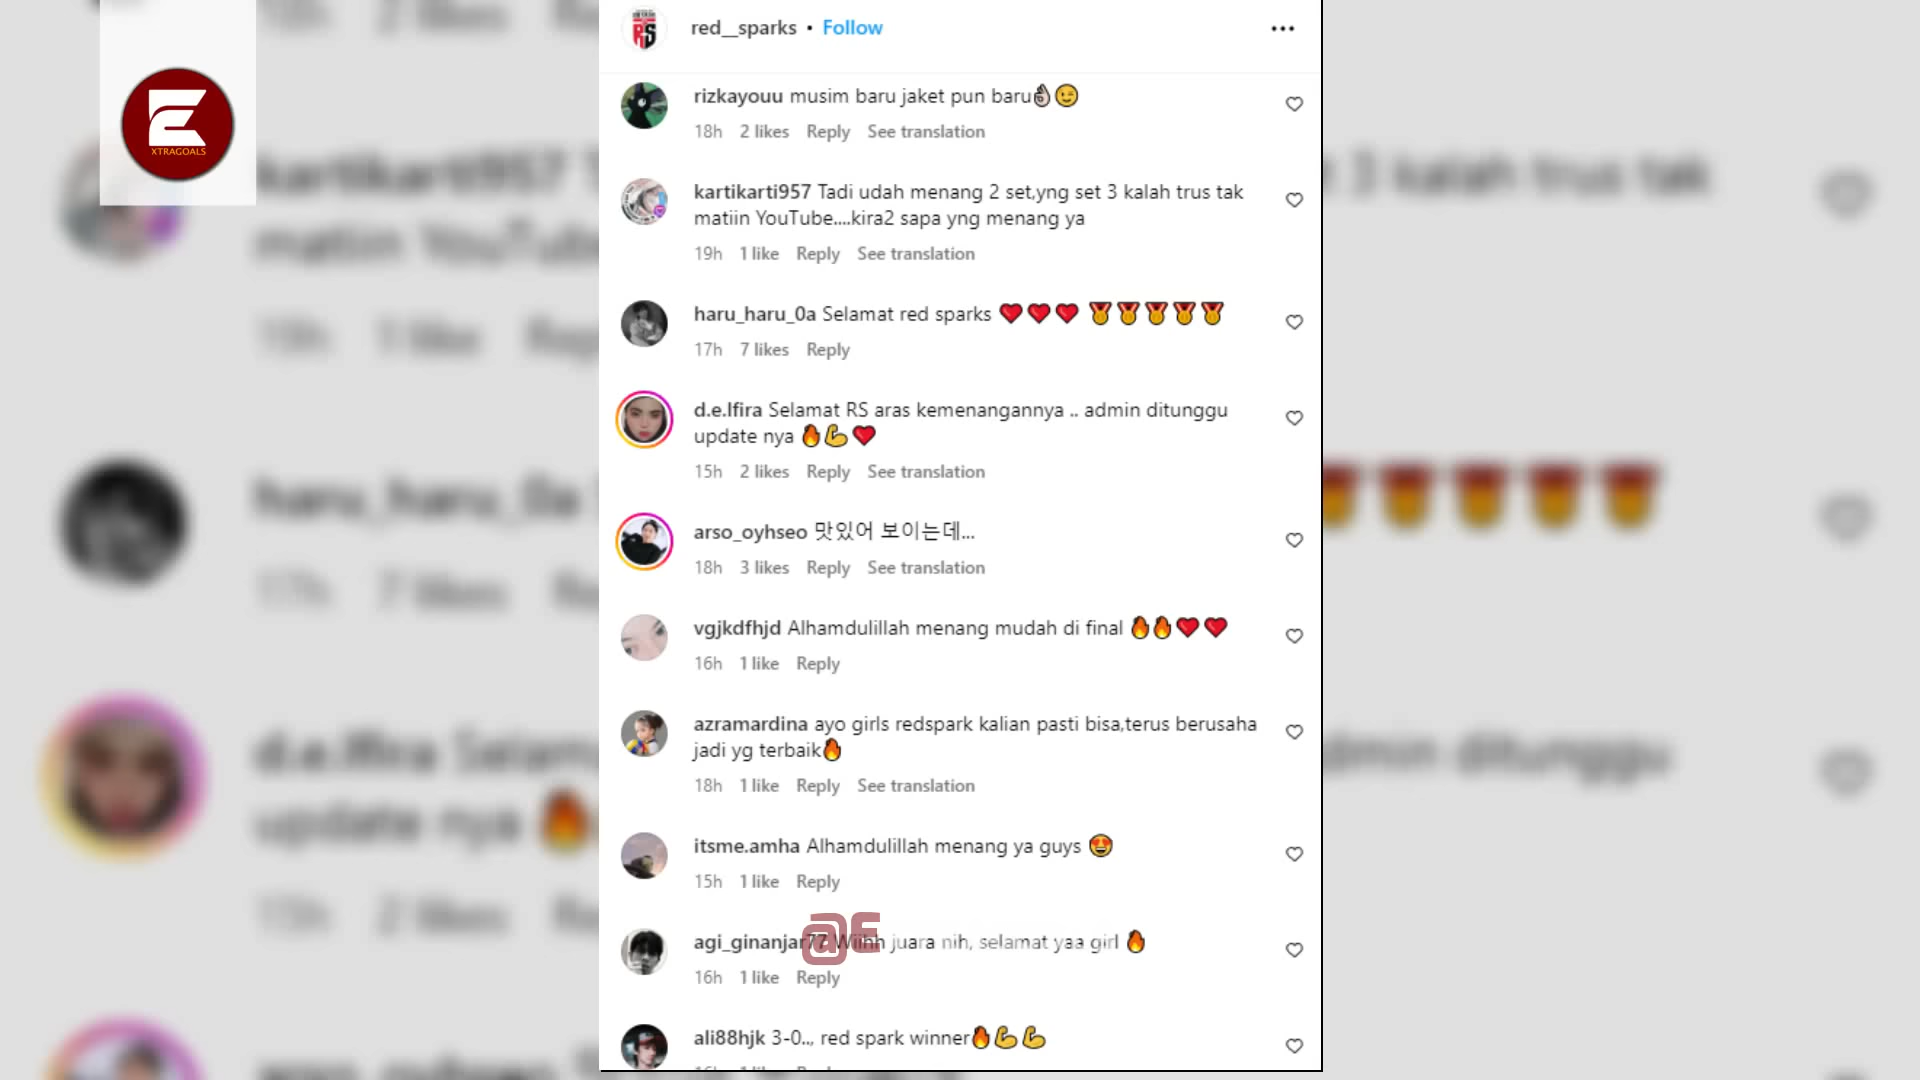 red__sparks • Follow
rizkayouu musim baru jaket pun baru👌🏻😉
18h 2 likes Reply See translation
kartikarti957 Tadi udah menang 2 set,yng set 3 kalah trus tak
matiin YouTube....kira2 sapa yng menang ya
19h 1 like Reply See translation
haru_haru_0a Selamat red sparks ❤️❤️❤️ 🏅🏅🏅🏅🏅
17h 7 likes Reply
d.e.lfira Selamat RS aras kemenangannya .. admin ditunggu
update nya 🔥💪❤️
15h 2 likes Reply See translation
arso_oyhseo 맛있어 보이는데...
18h 3 likes Reply See translation
vgjkdfhjd Alhamdulillah menang mudah di final 🔥🔥❤️❤️
16h 1 like Reply
azramardina ayo girls redspark kalian pasti bisa,terus berusaha
jadi yg terbaik🔥
18h 1 like Reply See translation
itsme.amha Alhamdulillah menang ya guys 😍
15h 1 like Reply
agi_ginanjar77 Wiihh juara nih, selamat yaa girl 🔥
16h 1 like Reply
ali88hjk 3-0.., red spark winner🔥💪💪
XTRAGOALS
@E
RS